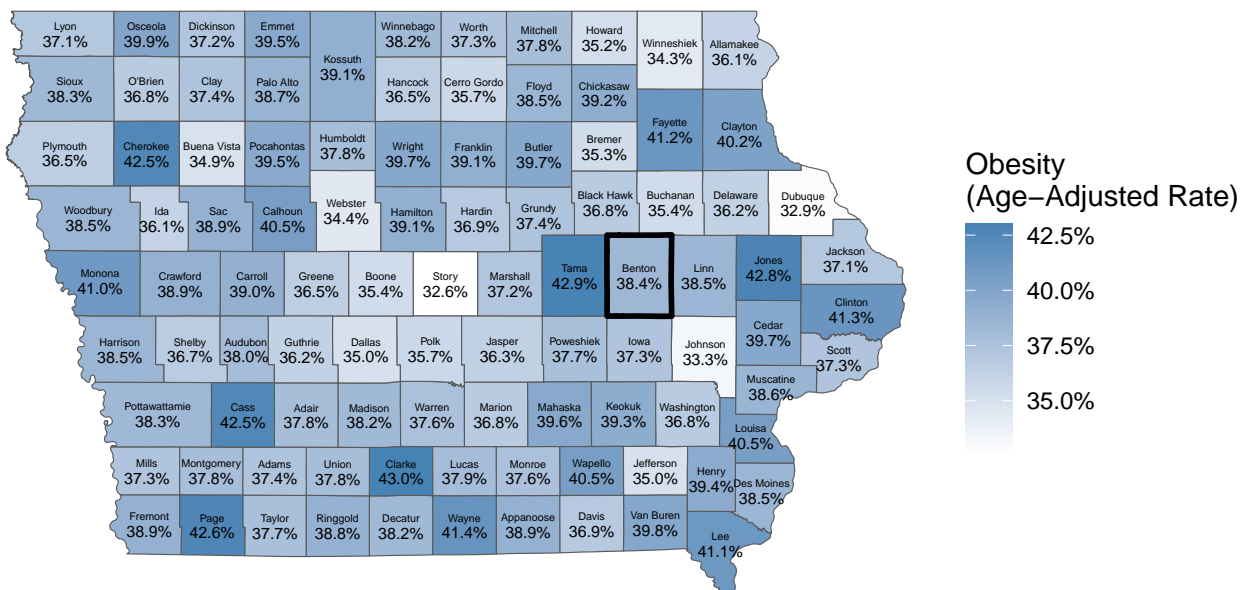 Lyon
37.1%
Osceola
39.9%
Dickinson
37.2%
Emmet
39.5%
Winnebago
38.2%
Worth
37.3%
Mitchell
37.8%
Howard
35.2%
Winneshiek
34.3%
Allamakee
36.1%
Kossuth
39.1%
Sioux
38.3%
O'Brien
36.8%
Clay
37.4%
Palo Alto
38.7%
Hancock
36.5%
Cerro Gordo
35.7%
Floyd
38.5%
Chickasaw
39.2%
Fayette
41.2%
Clayton
40.2%
Plymouth
36.5%
Cherokee
42.5%
Buena Vista
34.9%
Pocahontas
39.5%
Humboldt
37.8%
Wright
39.7%
Franklin
39.1%
Butler
39.7%
Bremer
35.3%
Woodbury
38.5%
Ida
36.1%
Sac
38.9%
Calhoun
40.5%
Webster
34.4%
Hamilton
39.1%
Hardin
36.9%
Grundy
37.4%
Black Hawk
36.8%
Buchanan
35.4%
Delaware
36.2%
Dubuque
32.9%
Monona
41.0%
Crawford
38.9%
Carroll
39.0%
Greene
36.5%
Boone
35.4%
Story
32.6%
Marshall
37.2%
Tama
42.9%
Benton
38.4%
Linn
38.5%
Jones
42.8%
Jackson
37.1%
Clinton
41.3%
Harrison
38.5%
Shelby
36.7%
Audubon
38.0%
Guthrie
36.2%
Dallas
35.0%
Polk
35.7%
Jasper
36.3%
Poweshiek
37.7%
Iowa
37.3%
Johnson
33.3%
Cedar
39.7%
Scott
37.3%
Muscatine
38.6%
Pottawattamie
38.3%
Cass
42.5%
Adair
37.8%
Madison
38.2%
Warren
37.6%
Marion
36.8%
Mahaska
39.6%
Keokuk
39.3%
Washington
36.8%
Louisa
40.5%
Mills
37.3%
Montgomery
37.8%
Adams
37.4%
Union
37.8%
Clarke
43.0%
Lucas
37.9%
Monroe
37.6%
Wapello
40.5%
Jefferson
35.0%
Henry
39.4%
Des Moines
38.5%
Fremont
38.9%
Page
42.6%
Taylor
37.7%
Ringgold
38.8%
Decatur
38.2%
Wayne
41.4%
Appanoose
38.9%
Davis
36.9%
Van Buren
39.8%
Lee
41.1%
Obesity
(Age−Adjusted Rate)
42.5%
40.0%
37.5%
35.0%